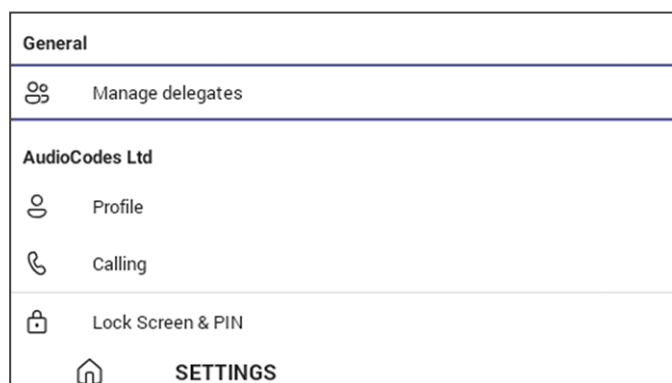 General
Manage delegates
AudioCodes Ltd
Profile
Calling
Lock Screen & PIN
SETTINGS